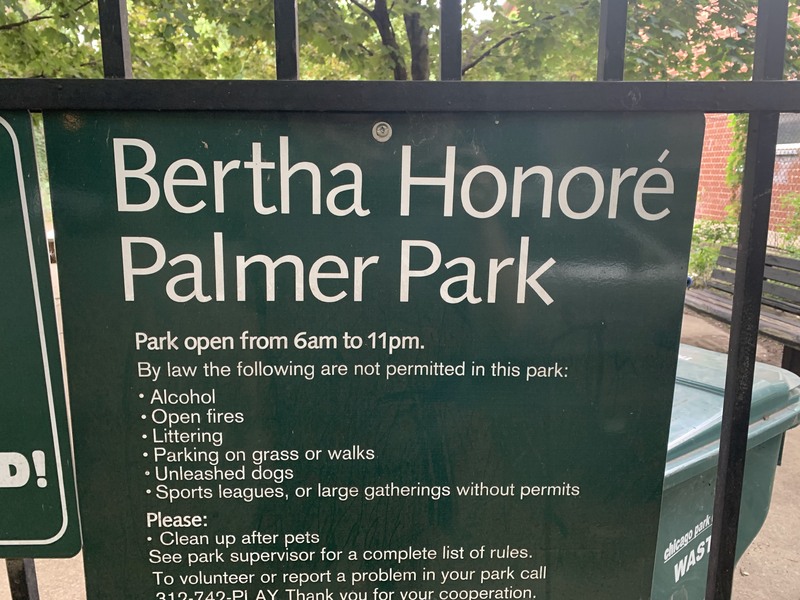 Bertha Honoré
Palmer Park
Park open from 6am to 11pm.
By law the following are not permitted in this park:
• Alcohol
• Open fires
• Littering
• Parking on grass or walks
• Unleashed dogs
• Sports leagues, or large gatherings without permits
Please:
• Clean up after pets
See park supervisor for a complete list of rules.
To volunteer or report a problem in your park call
312-742-PLAY Thank you for your cooperation.
D!
chicago park
WAST